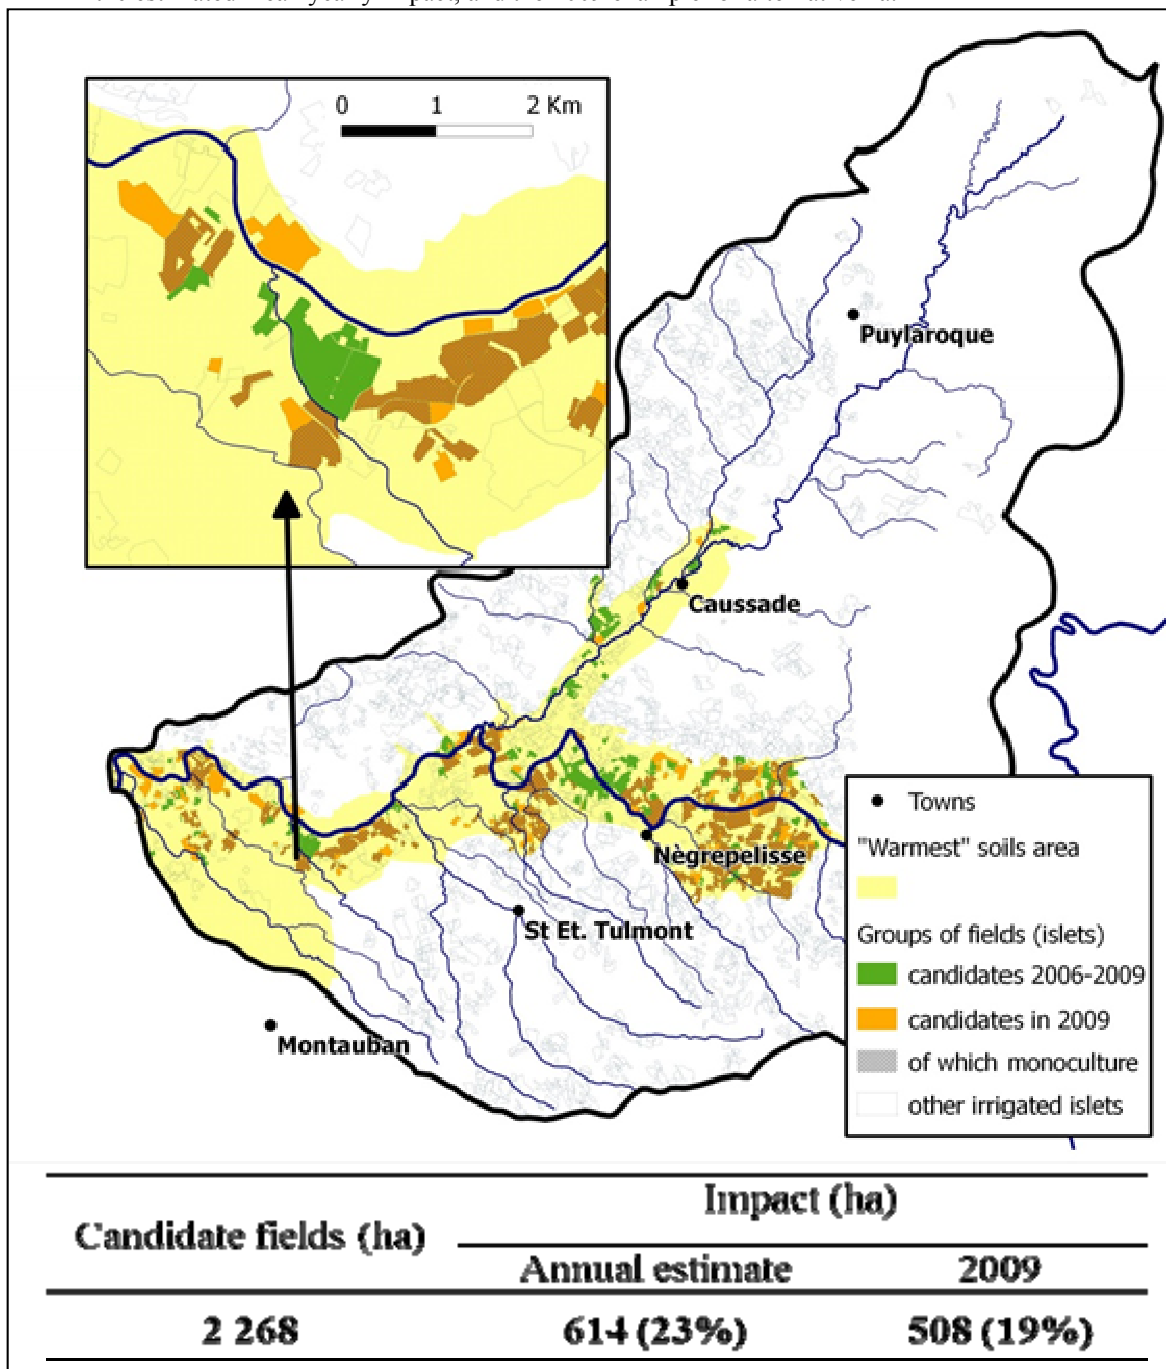 0 1 2 Km
Puylaroque
Caussade
Nègrepelisse
St Et. Tulmont
Montauban
Towns
"Warmest" soils area
Groups of fields (islets)
candidates 2006-2009
candidates in 2009
of which monoculture
other irrigated islets
Impact (ha)
Candidate fields (ha)
Annual estimate 2009
2 268 614 (23%) 508 (19%)